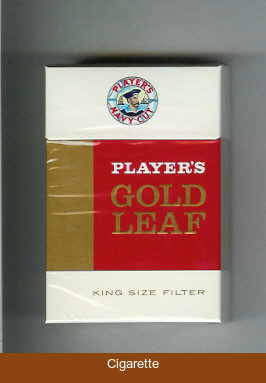 PLAYER'S
NAVY CUT
PLAYER'S
GOLD
LEAF
KING SIZE FILTER
Cigarette